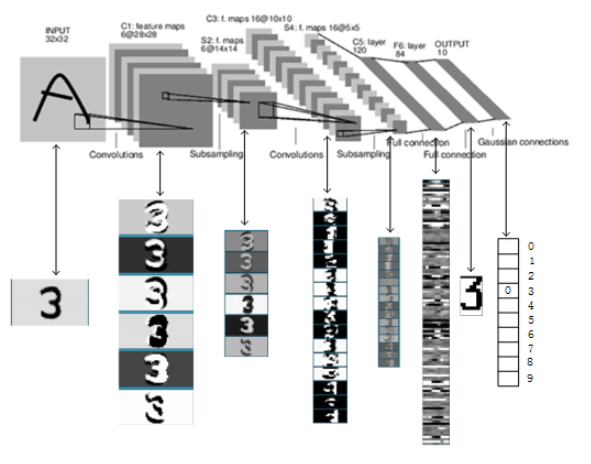 INPUT
32x32
C1: feature maps
6@28x28
C3: f. maps 16@10x10
S2: f. maps
6@14x14
S4: f. maps 16@5x5
C5: layer
120
F6: layer
84
OUTPUT
10
Convolutions
Subsampling
Convolutions
Subsampling
Full connection
Full connection
Gaussian connections
A
3
0
0
1
2
3
4
5
6
7
8
9